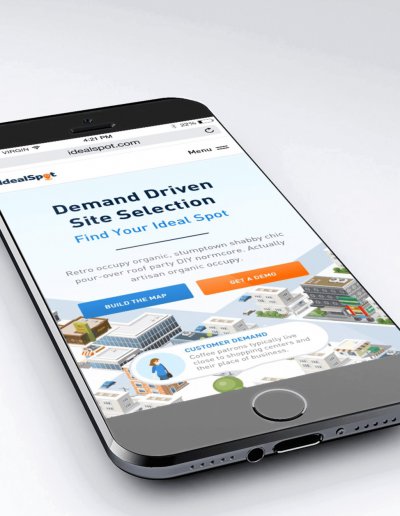 VIRGIN 4:21 PM 22%
idealspot.com
idealSpot Menu
Demand Driven
Site Selection
Find Your Ideal Spot
Retro occupy organic, stumptown shabby chic
pour-over roof party DIY normcore. Actually
artisan organic occupy.
BUILD THE MAP GET A DEMO
CUSTOMER DEMAND
Coffee patrons typically live
close to shopping centers and
their place of business.